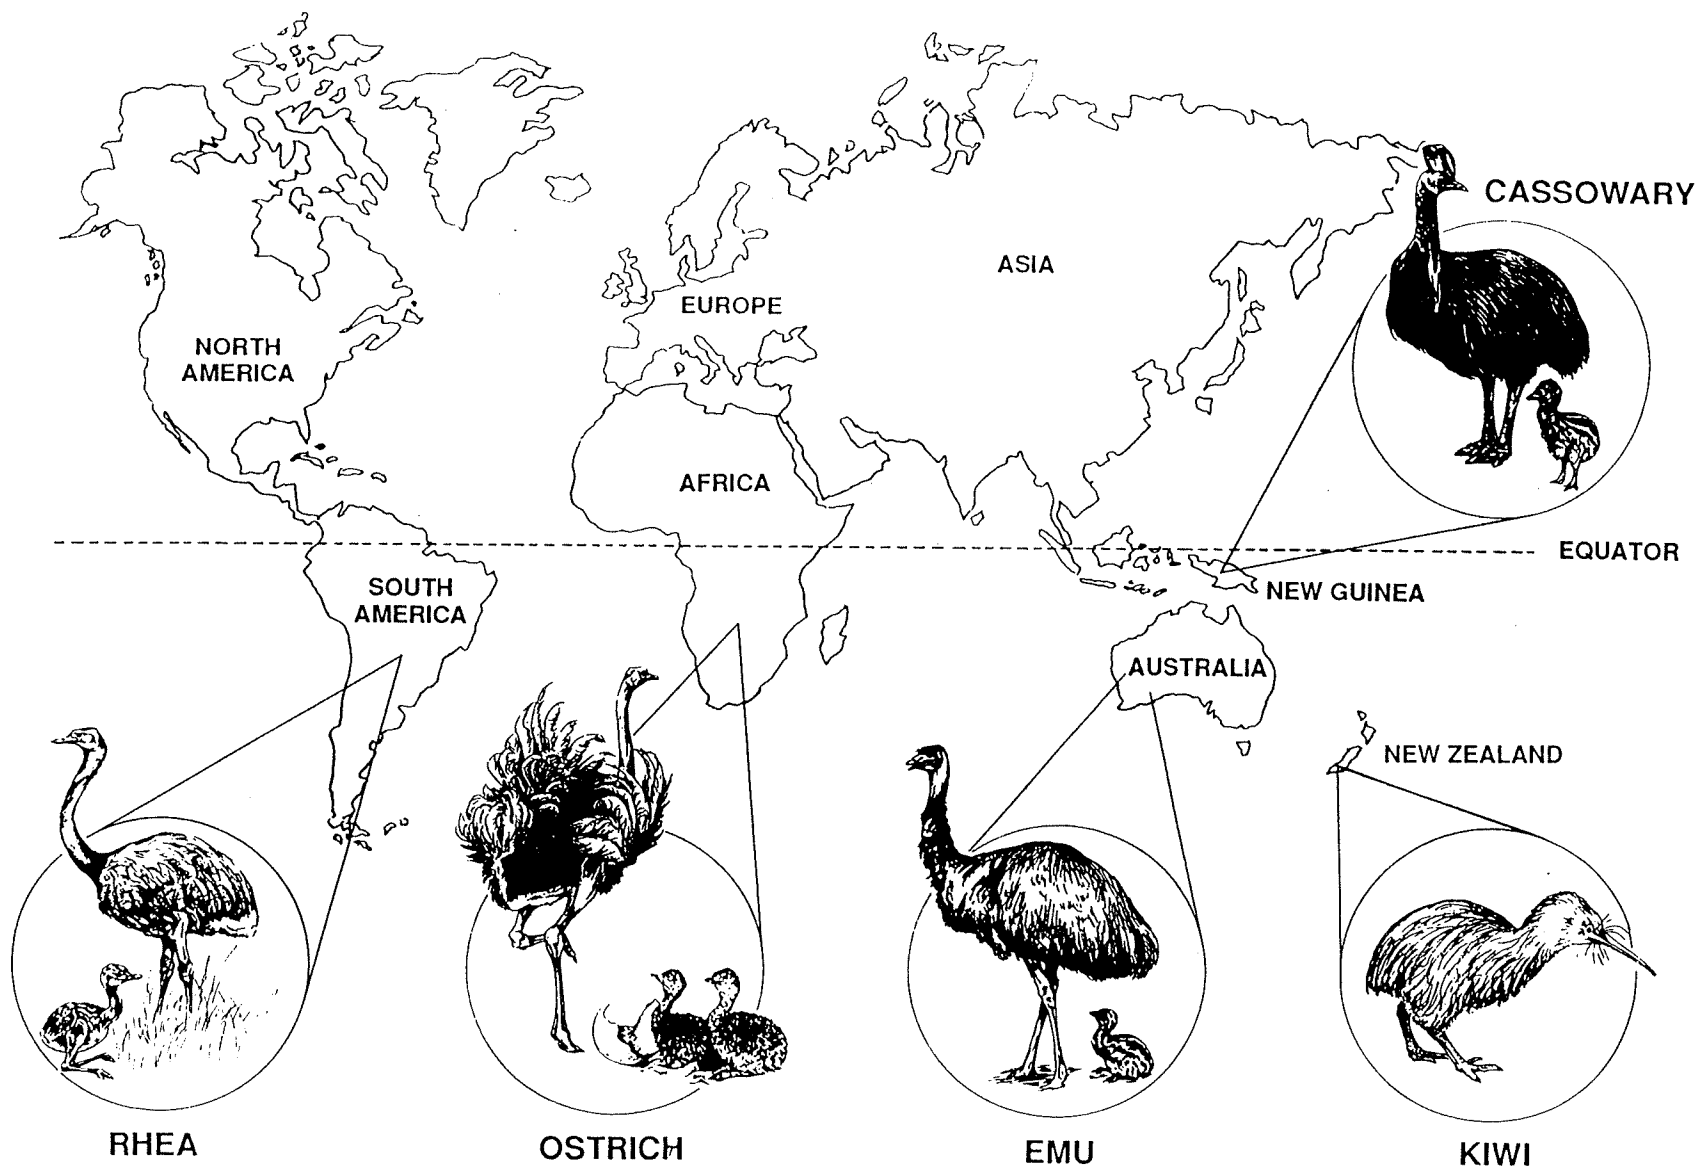 CASSOWARY
ASIA
EUROPE
NORTH
AMERICA
AFRICA
EQUATOR
SOUTH
AMERICA
NEW GUINEA
AUSTRALIA
NEW ZEALAND
RHEA
OSTRICH
EMU
KIWI